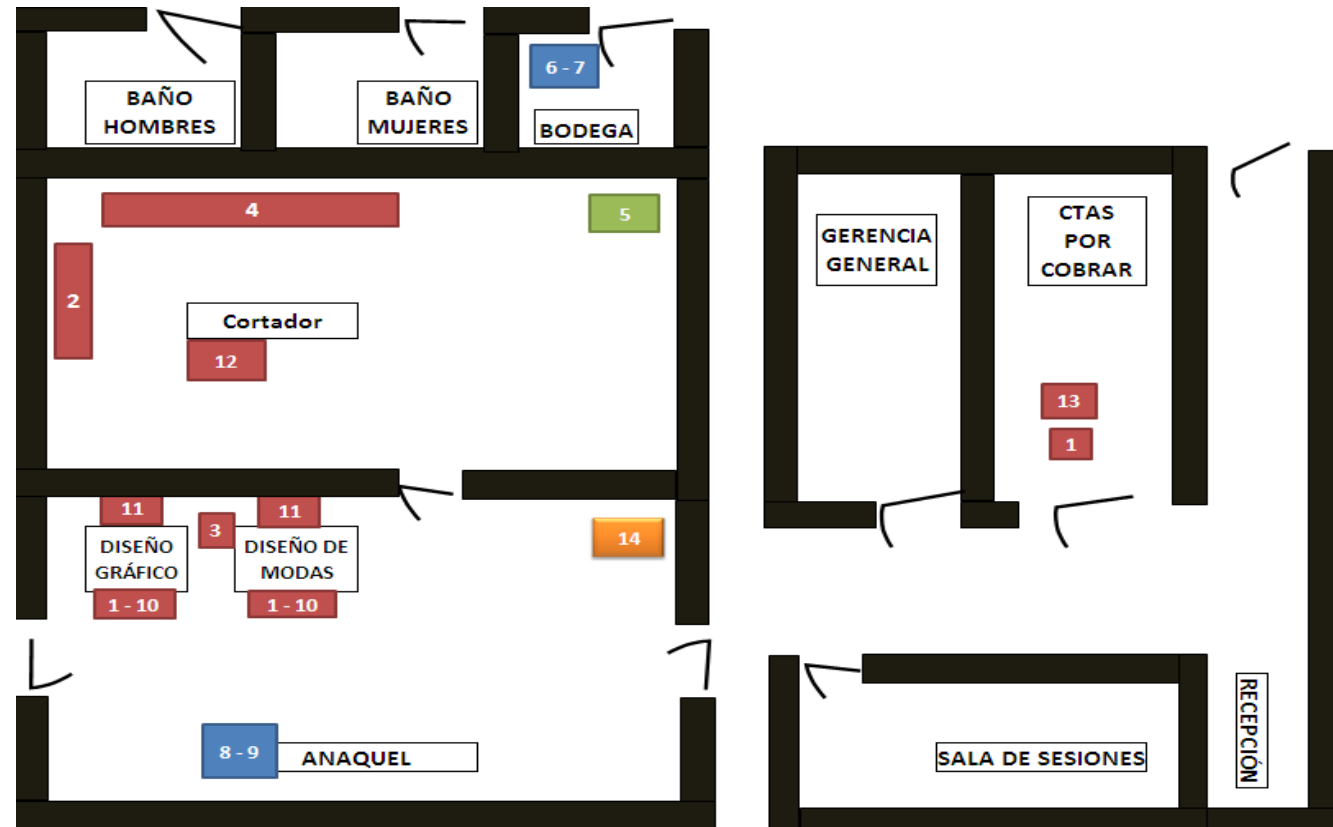 6 - 7
BAÑO
HOMBRES
BAÑO
MUJERES
BODEGA
4
5
2
Cortador
12
11
3
11
DISEÑO
GRÁFICO
DISEÑO DE
MODAS
1 - 10
1 - 10
14
8 - 9
ANAQUEL
GERENCIA
GENERAL
CTAS
POR
COBRAR
13
1
SALA DE SESIONES
RECEPCIÓN